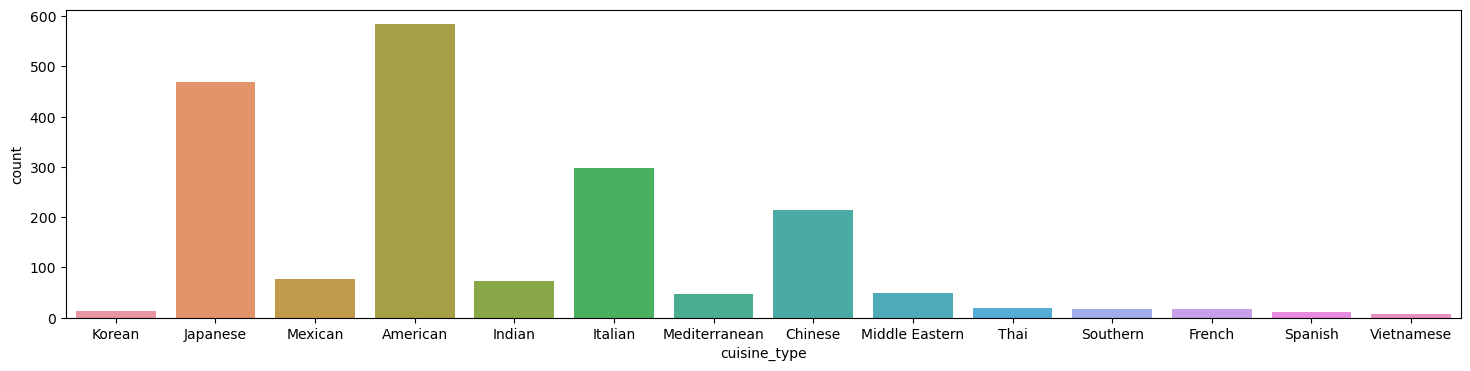 600
500
400
300
200
100
0
count
Korean Japanese Mexican American Indian Italian Mediterranean Chinese Middle Eastern Thai Southern French Spanish Vietnamese
cuisine_type